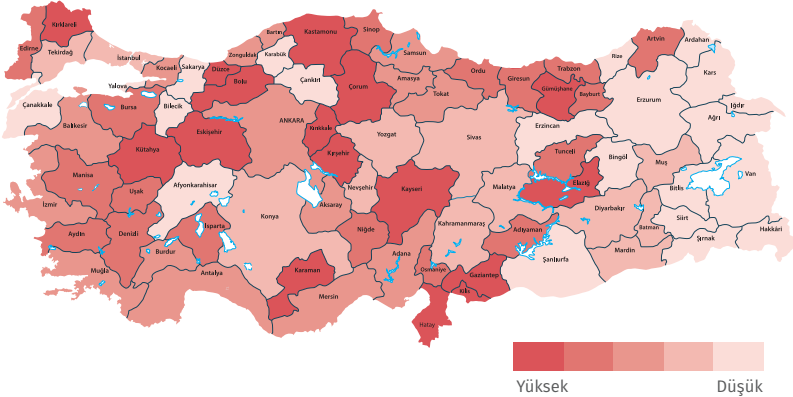 Kırklareli
Edirne
Tekirdağ
İstanbul
Kocaeli
Yalova
Sakarya
Düzce
Bolu
Zonguldak
Bartın
Karabük
Kastamonu
Sinop
Çankırı
Çorum
Samsun
Amasya
Tokat
Ordu
Giresun
Trabzon
Gümüşhane
Bayburt
Rize
Artvin
Ardahan
Kars
Iğdır
Ağrı
Erzurum
Erzincan
Çanakkale
Balıkesir
Bursa
Bilecik
Kütahya
Eskişehir
ANKARA
Kırıkkale
Kırşehir
Yozgat
Sivas
Tunceli
Bingöl
Muş
Bitlis
Van
Elazığ
Malatya
Diyarbakır
Batman
Siirt
Şırnak
Hakkâri
Mardin
Şanlıurfa
Adıyaman
Kahramanmaraş
Kayseri
Nevşehir
Aksaray
Niğde
Konya
Afyonkarahisar
Uşak
Manisa
İzmir
Aydın
Denizli
Muğla
Burdur
Isparta
Antalya
Karaman
Mersin
Adana
Osmaniye
Gaziantep
Kilis
Hatay
Yüksek
Düşük